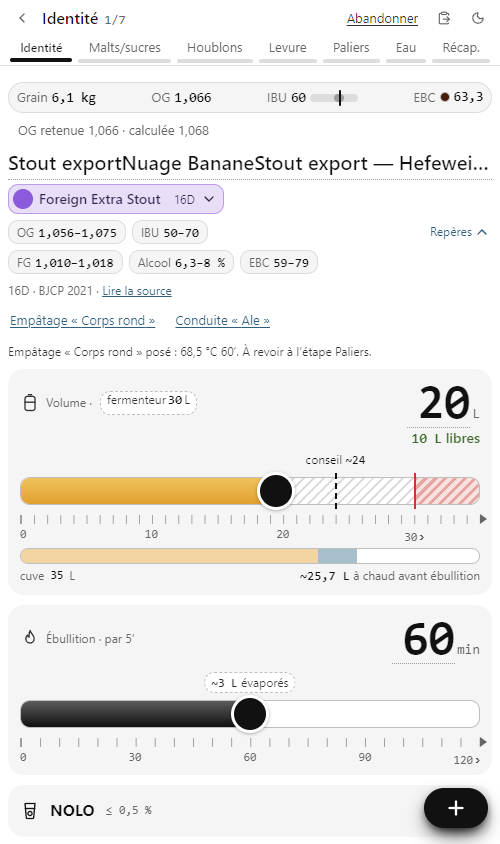 Identité 1/7 Abandonner
Identité Malts/sucres Houblons Levure Paliers Eau Récap.
Grain 6,1 kg OG 1,066 IBU 60 EBC 63,3
OG retenue 1,066 · calculée 1,068
Stout exportNuage BananeStout export — Hefewei…
Foreign Extra Stout 16D
OG 1,056–1,075 IBU 50–70 Repères
FG 1,010–1,018 Alcool 6,3–8 % EBC 59–79
16D · BJCP 2021 · Lire la source
Empâtage « Corps rond » Conduite « Ale »
Empâtage « Corps rond » posé : 68,5 °C 60′. À revoir à l’étape Paliers.
Volume · fermenteur 30 L 20 L
10 L libres
conseil ~24
0 10 20 30›
cuve 35 L ~25,7 L à chaud avant ébullition
Ébullition · par 5′ 60 min
~3 L évaporés
0 30 60 90 120›
NOLO ≤ 0,5 %